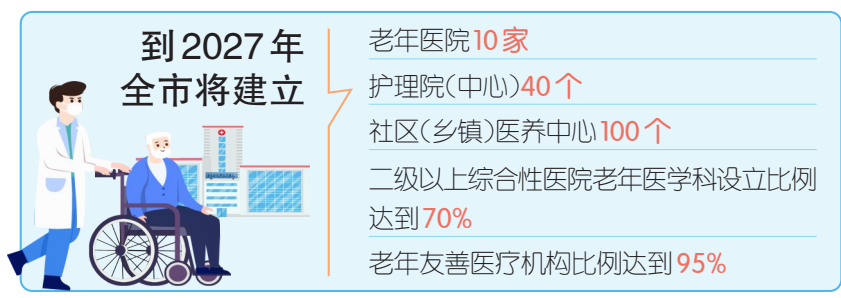 到2027年
全市将建立
老年医院10家
护理院(中心)40个
社区(乡镇)医养中心100个
二级以上综合性医院老年医学科设立比例
达到70%
老年友善医疗机构比例达到95%